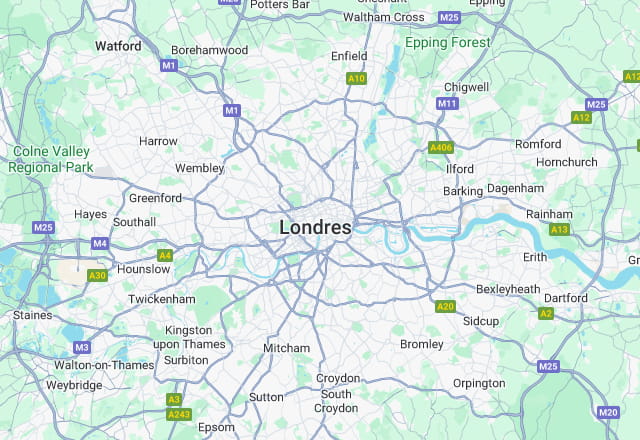 M25
Potters Bar
Cheshunt
Epping
Waltham Cross
M25
Watford
Borehamwood
Enfield
Epping Forest
M1
A10
Chigwell
A12
M1
M11
M25
A12
Harrow
A406
Romford
Colne Valley
Regional Park
Wembley
Ilford
Hornchurch
Barking
Dagenham
Greenford
Hayes
Southall
Rainham
M25
Londres
A13
M4
A4
Erith
Hounslow
A30
Bexleyheath
Twickenham
Dartford
Staines
A20
A2
Kingston
upon Thames
Sidcup
M3
Mitcham
Bromley
Surbiton
Walton-on-Thames
M25
Weybridge
Croydon
Orpington
A3
Sutton
South
Croydon
A243
M20
Epsom